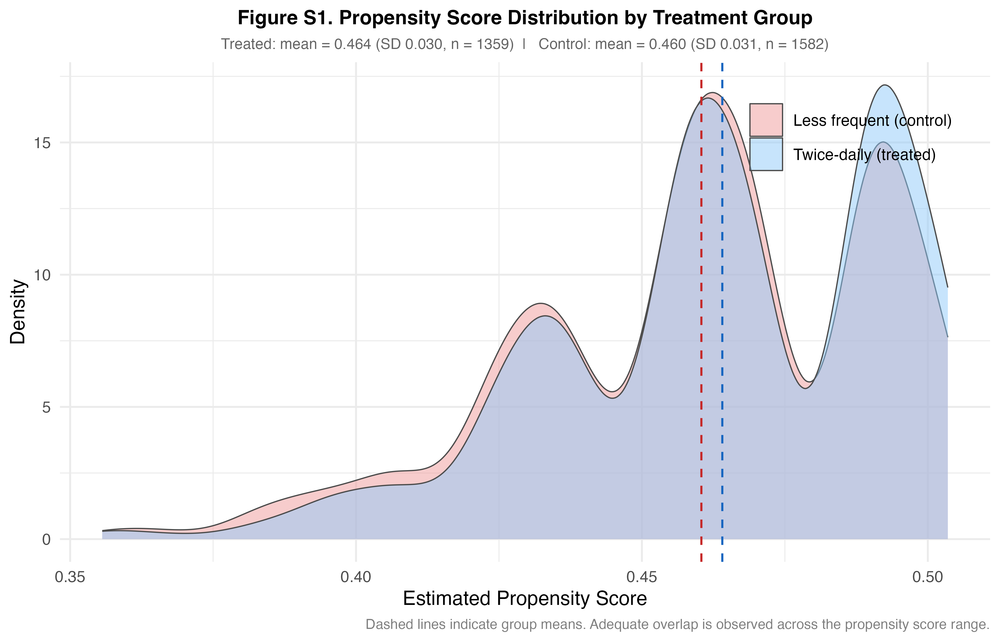 Figure S1. Propensity Score Distribution by Treatment Group
Treated: mean = 0.464 (SD 0.030, n = 1359) | Control: mean = 0.460 (SD 0.031, n = 1582)
Less frequent (control)
Twice-daily (treated)
15
10
5
0
Density
0.35
0.40
0.45
0.50
Estimated Propensity Score
Dashed lines indicate group means. Adequate overlap is observed across the propensity score range.